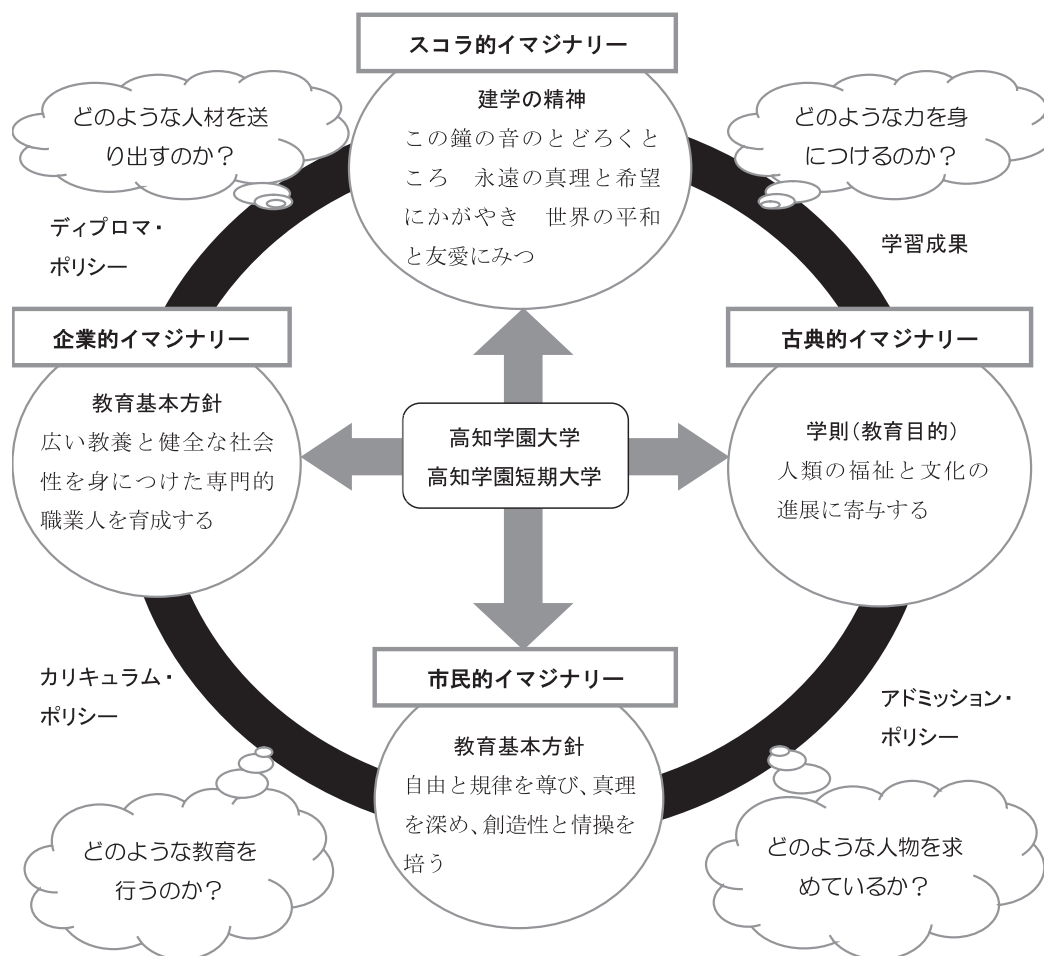 スコラ的イマジナリー
建学の精神
この鐘の音のとどろくと
ころ　永遠の真理と希望
にかがやき　世界の平和
と友愛にみつ
どのような人材を送
り出すのか？
どのような力を身
につけるのか？
ディプロマ・
ポリシー
学習成果
企業的イマジナリー
教育基本方針
広い教養と健全な社会
性を身につけた専門的
職業人を育成する
高知学園大学
高知学園短期大学
古典的イマジナリー
学則（教育目的）
人類の福祉と文化の
進展に寄与する
カリキュラム・
ポリシー
市民的イマジナリー
教育基本方針
自由と規律を尊び、真理
を深め、創造性と情操を
培う
アドミッション・
ポリシー
どのような教育を
行うのか？
どのような人物を求
めているか？